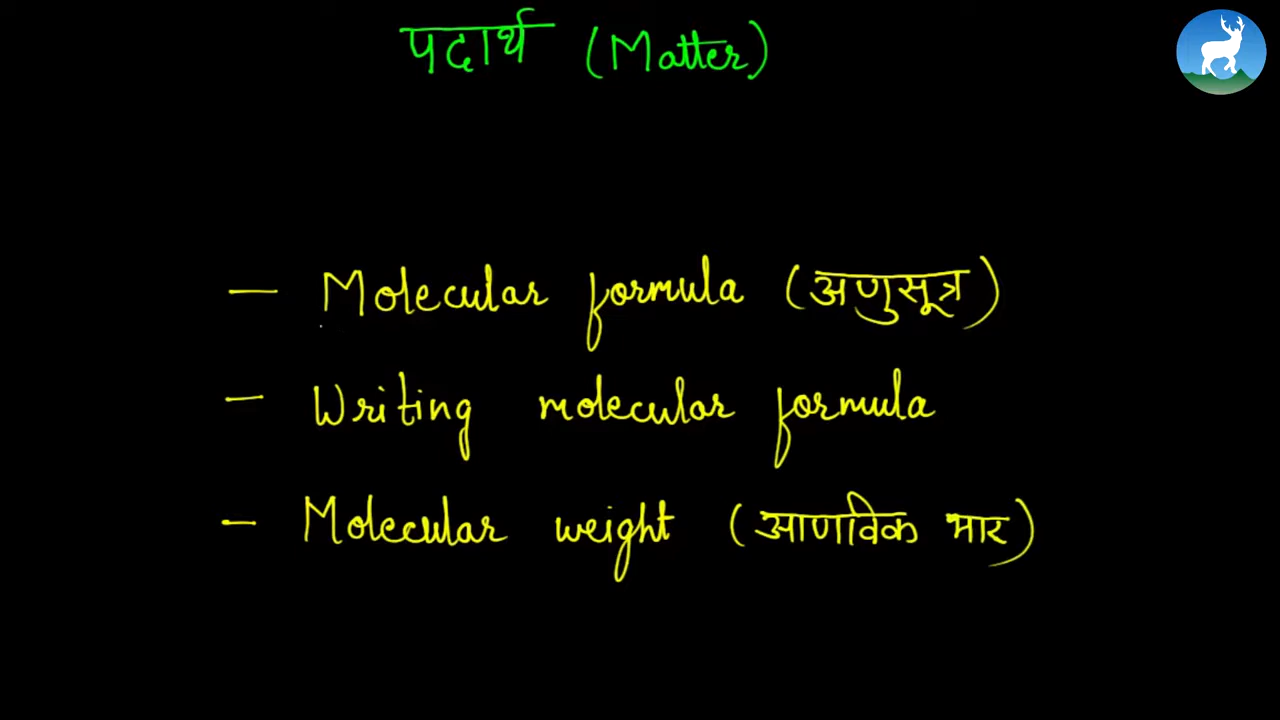 पदार्थ (Matter)
— Molecular formula (अणुसूत्र)
— Writing molecular formula
— Molecular weight (आणविक भार)